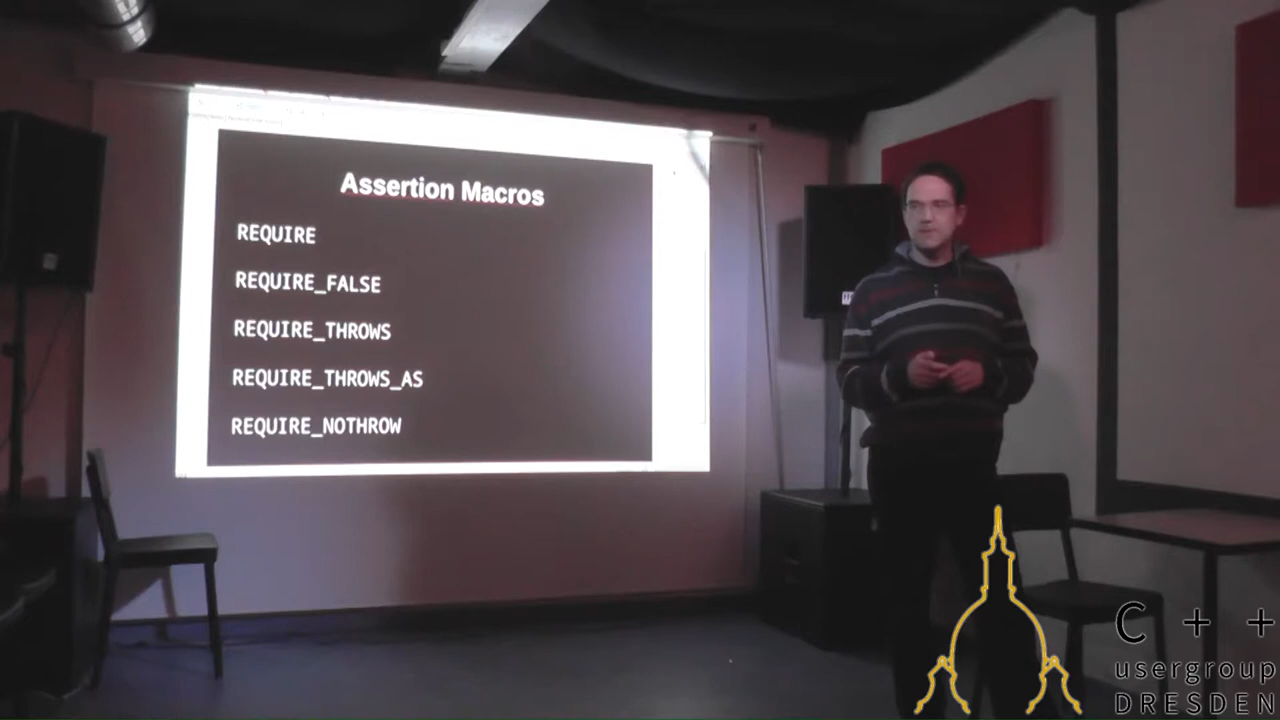 Assertion Macros
REQUIRE
REQUIRE_FALSE
REQUIRE_THROWS
REQUIRE_THROWS_AS
REQUIRE_NOTHROW
C + +
usergroup
DRESDEN